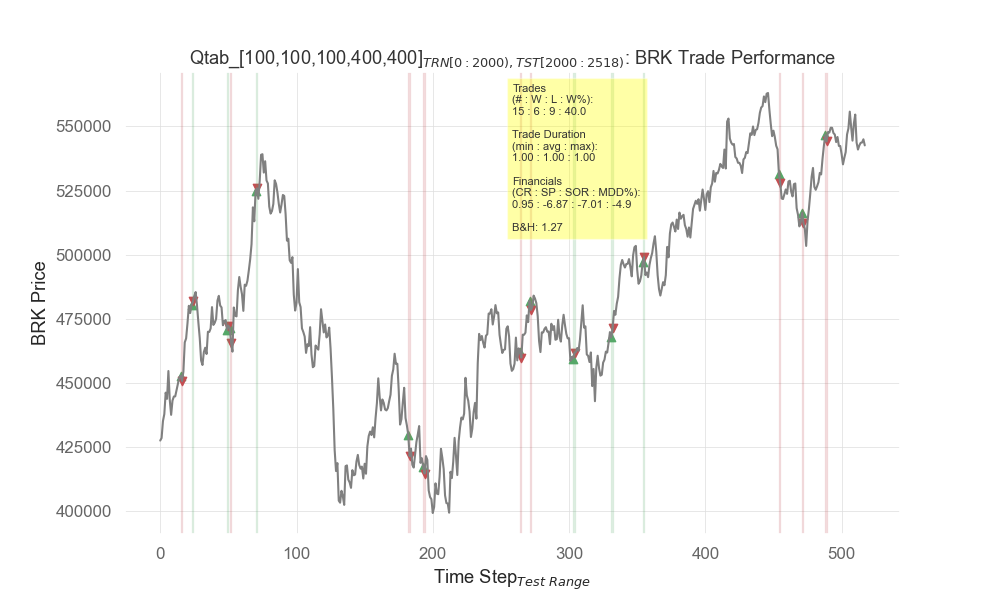 Qtab_[100,100,100,400,400]TRN[0:2000),TST[2000:2518): BRK Trade Performance
Trades
(# : W : L : W%):
15 : 6 : 9 : 40.0
Trade Duration
(min : avg : max):
1.00 : 1.00 : 1.00
Financials
(CR : SP : SOR : MDD%):
0.95 : -6.87 : -7.01 : -4.9
B&H: 1.27
BRK Price
550000
525000
500000
475000
450000
425000
400000
0 100 200 300 400 500
Time Step Test Range